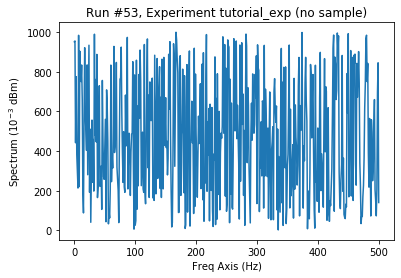 Run #53, Experiment tutorial_exp (no sample)
1000
800
600
400
200
0
Spectrum (10⁻³ dBm)
0 100 200 300 400 500
Freq Axis (Hz)